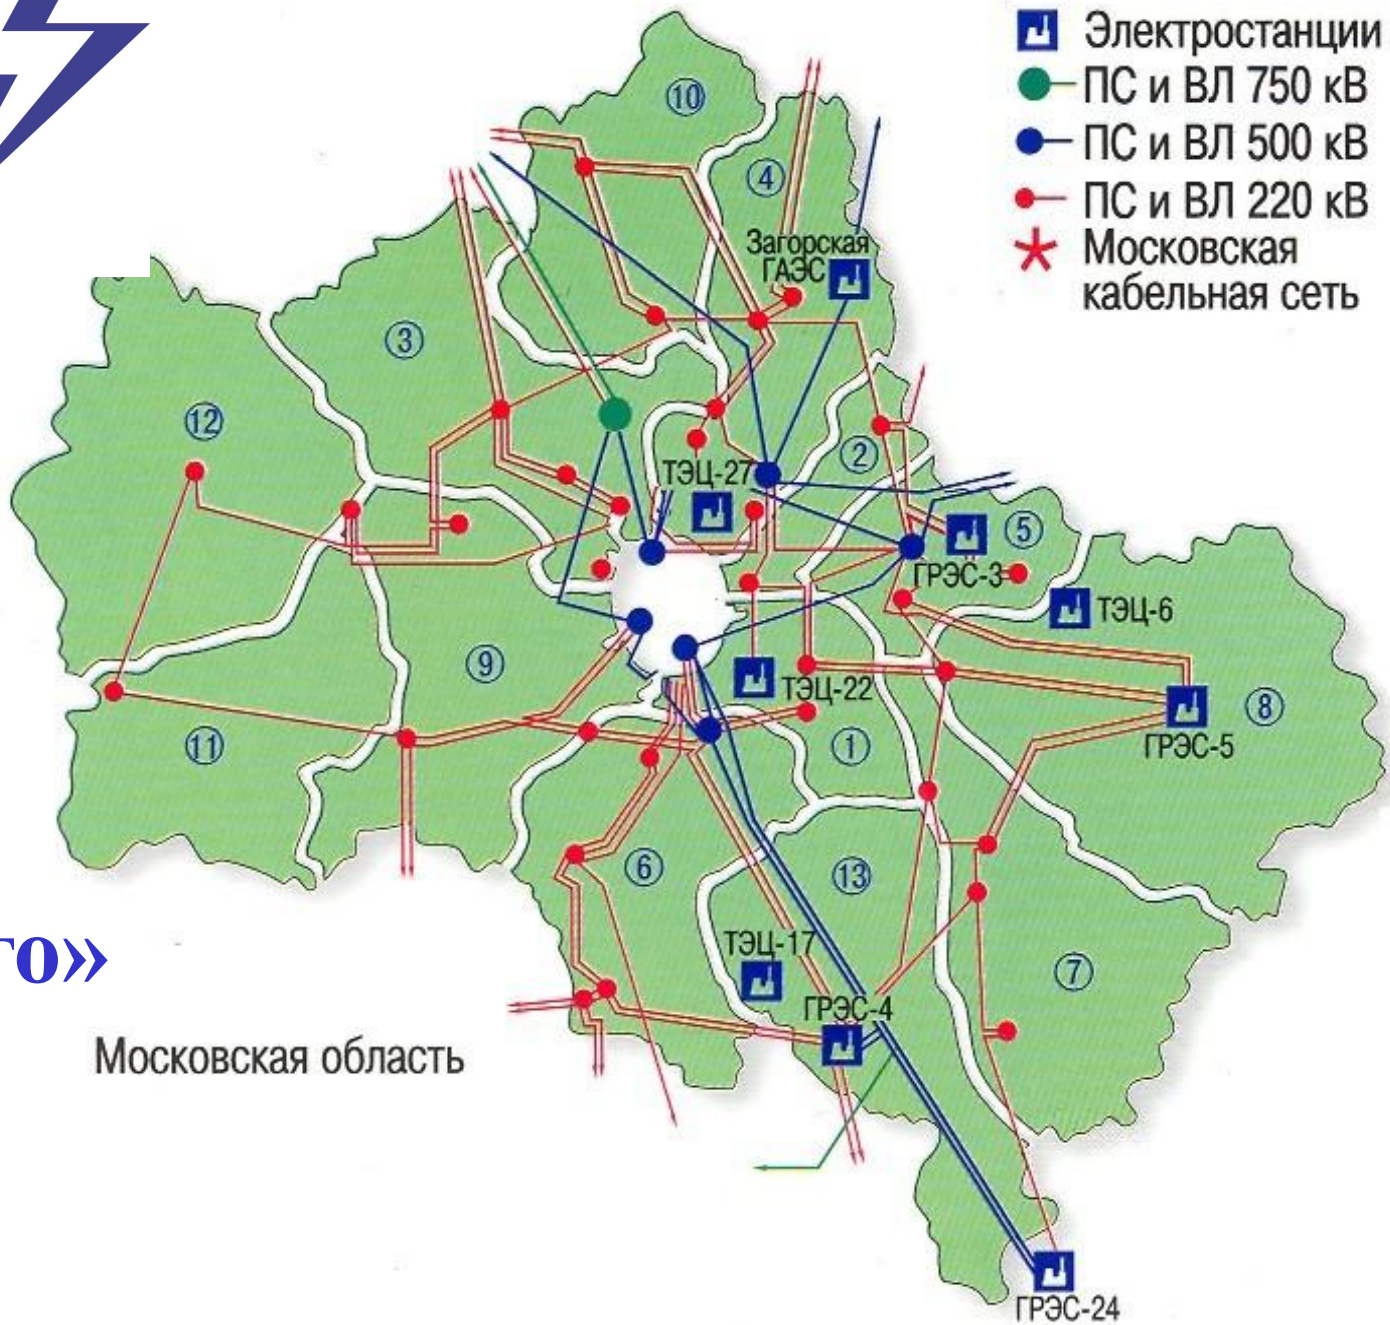 Электростанции
ПС и ВЛ 750 кВ
ПС и ВЛ 500 кВ
ПС и ВЛ 220 кВ
Московская
кабельная сеть
10
4
Загорская
ГАЭС
3
12
2
ТЭЦ-27
5
ГРЭС-3
ТЭЦ-6
9
ТЭЦ-22
8
11
1
ГРЭС-5
6
13
го»
ТЭЦ-17
7
ГРЭС-4
Московская область
ГРЭС-24